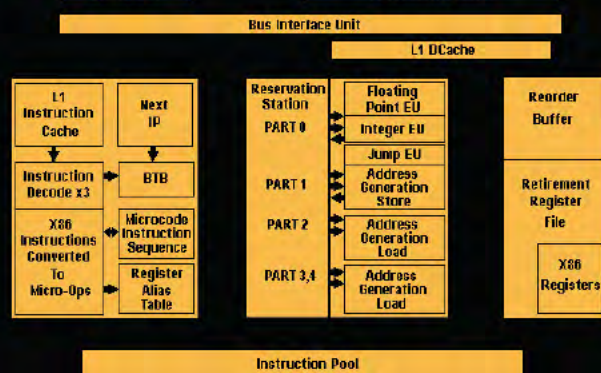 Bus Interface Unit
L1 DCache
L1
Instruction
Cache
Next
IP
Instruction
Decode x3
BTB
X86
Instructions
Converted
To
Micro-Ops
Microcode
Instruction
Sequence
Register
Alias
Table
Reservation
Station
PART 0
PART 1
PART 2
PART 3,4
Floating
Point EU
Integer EU
Jump EU
Address
Generation
Store
Address
Generation
Load
Address
Generation
Load
Reorder
Buffer
Retirement
Register
File
X86
Registers
Instruction Pool